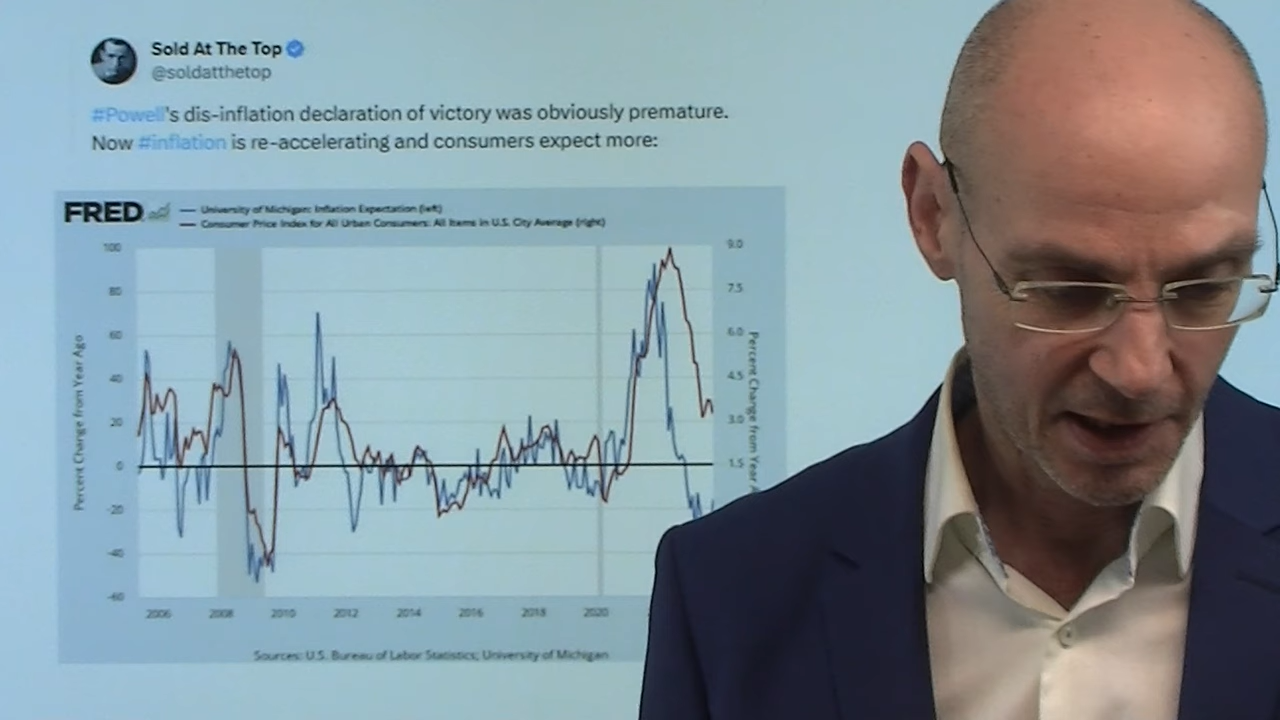 Sold At The Top
@soldatthetop
#Powell's dis-inflation declaration of victory was obviously premature.
Now #inflation is re-accelerating and consumers expect more:
FRED
University of Michigan: Inflation Expectation (left)
Consumer Price Index for All Urban Consumers: All Items in U.S. City Average (right)
100
80
60
40
20
0
-20
-40
-60
Percent Change from Year Ago
9.0
7.5
6.0
4.5
3.0
1.5
Percent Change from Year
2006
2008
2010
2012
2014
2016
2018
2020
Sources: U.S. Bureau of Labor Statistics; University of Michigan